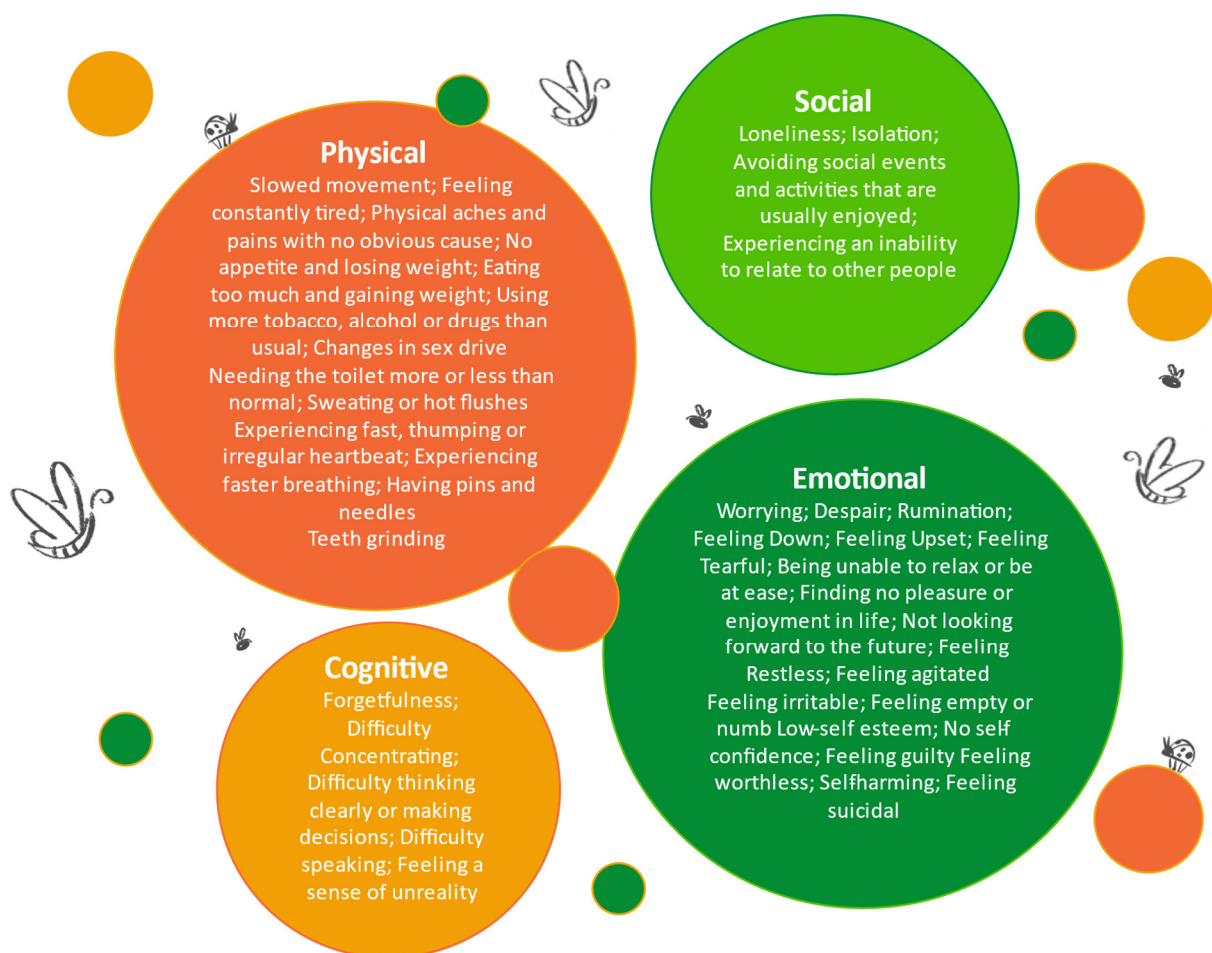 Physical
Slowed movement; Feeling
constantly tired; Physical aches and
pains with no obvious cause; No
appetite and losing weight; Eating
too much and gaining weight; Using
more tobacco, alcohol or drugs than
usual; Changes in sex drive
Needing the toilet more or less than
normal; Sweating or hot flushes
Experiencing fast, thumping or
irregular heartbeat; Experiencing
faster breathing; Having pins and
needles
Teeth grinding
Social
Loneliness; Isolation;
Avoiding social events
and activities that are
usually enjoyed;
Experiencing an inability
to relate to other people
Cognitive
Forgetfulness;
Difficulty
Concentrating;
Difficulty thinking
clearly or making
decisions; Difficulty
speaking; Feeling a
sense of unreality
Emotional
Worrying; Despair; Rumination;
Feeling Down; Feeling Upset; Feeling
Tearful; Being unable to relax or be
at ease; Finding no pleasure or
enjoyment in life; Not looking
forward to the future; Feeling
Restless; Feeling agitated
Feeling irritable; Feeling empty or
numb Low-self esteem; No self
confidence; Feeling guilty Feeling
worthless; Selfharming; Feeling
suicidal